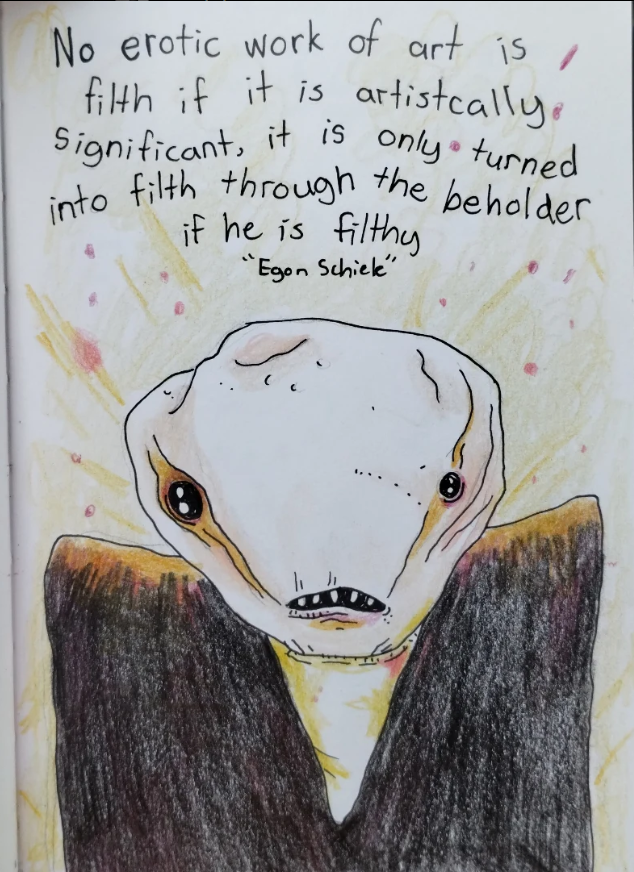 No erotic work of art is
filth if it is artistcally
significant, it is only turned
into filth through the beholder
if he is filthy
"Egon Schiele"